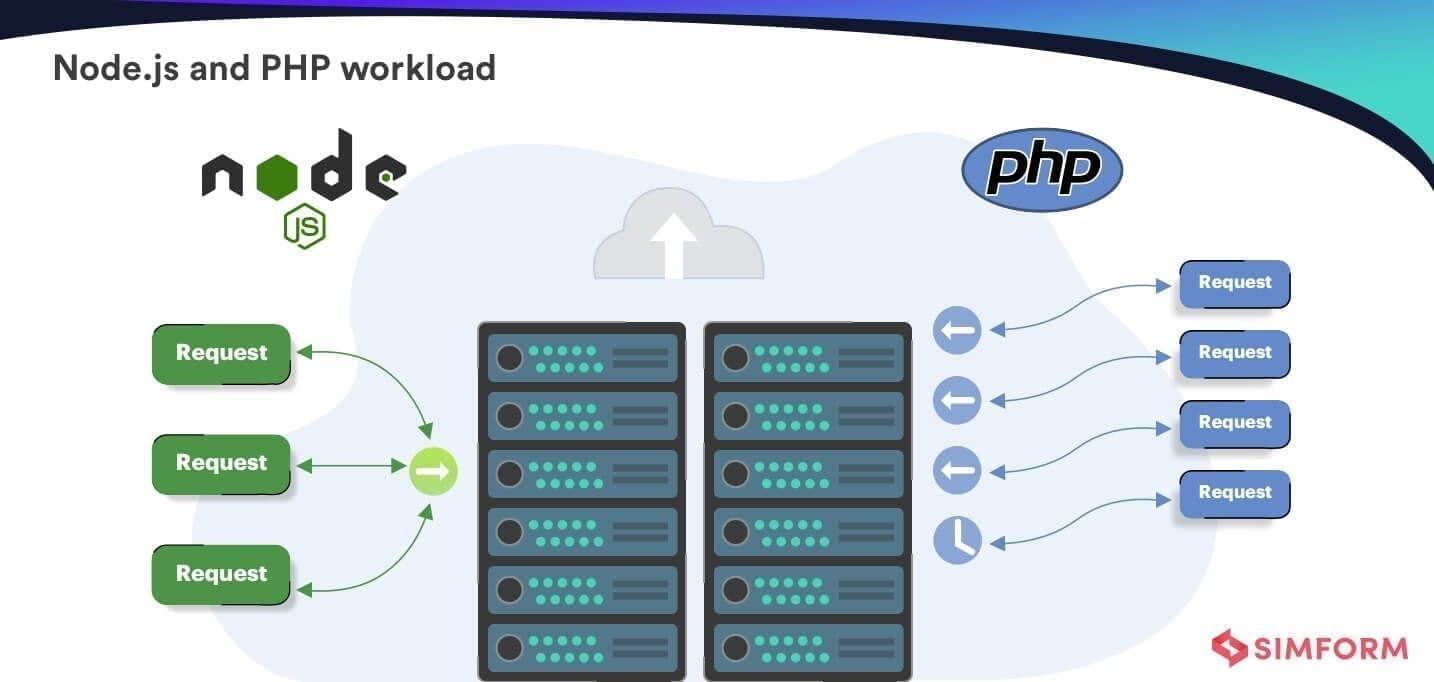 Node.js and PHP workload
node
JS
php
Request
Request
Request
Request
Request
Request
Request
SIMFORM